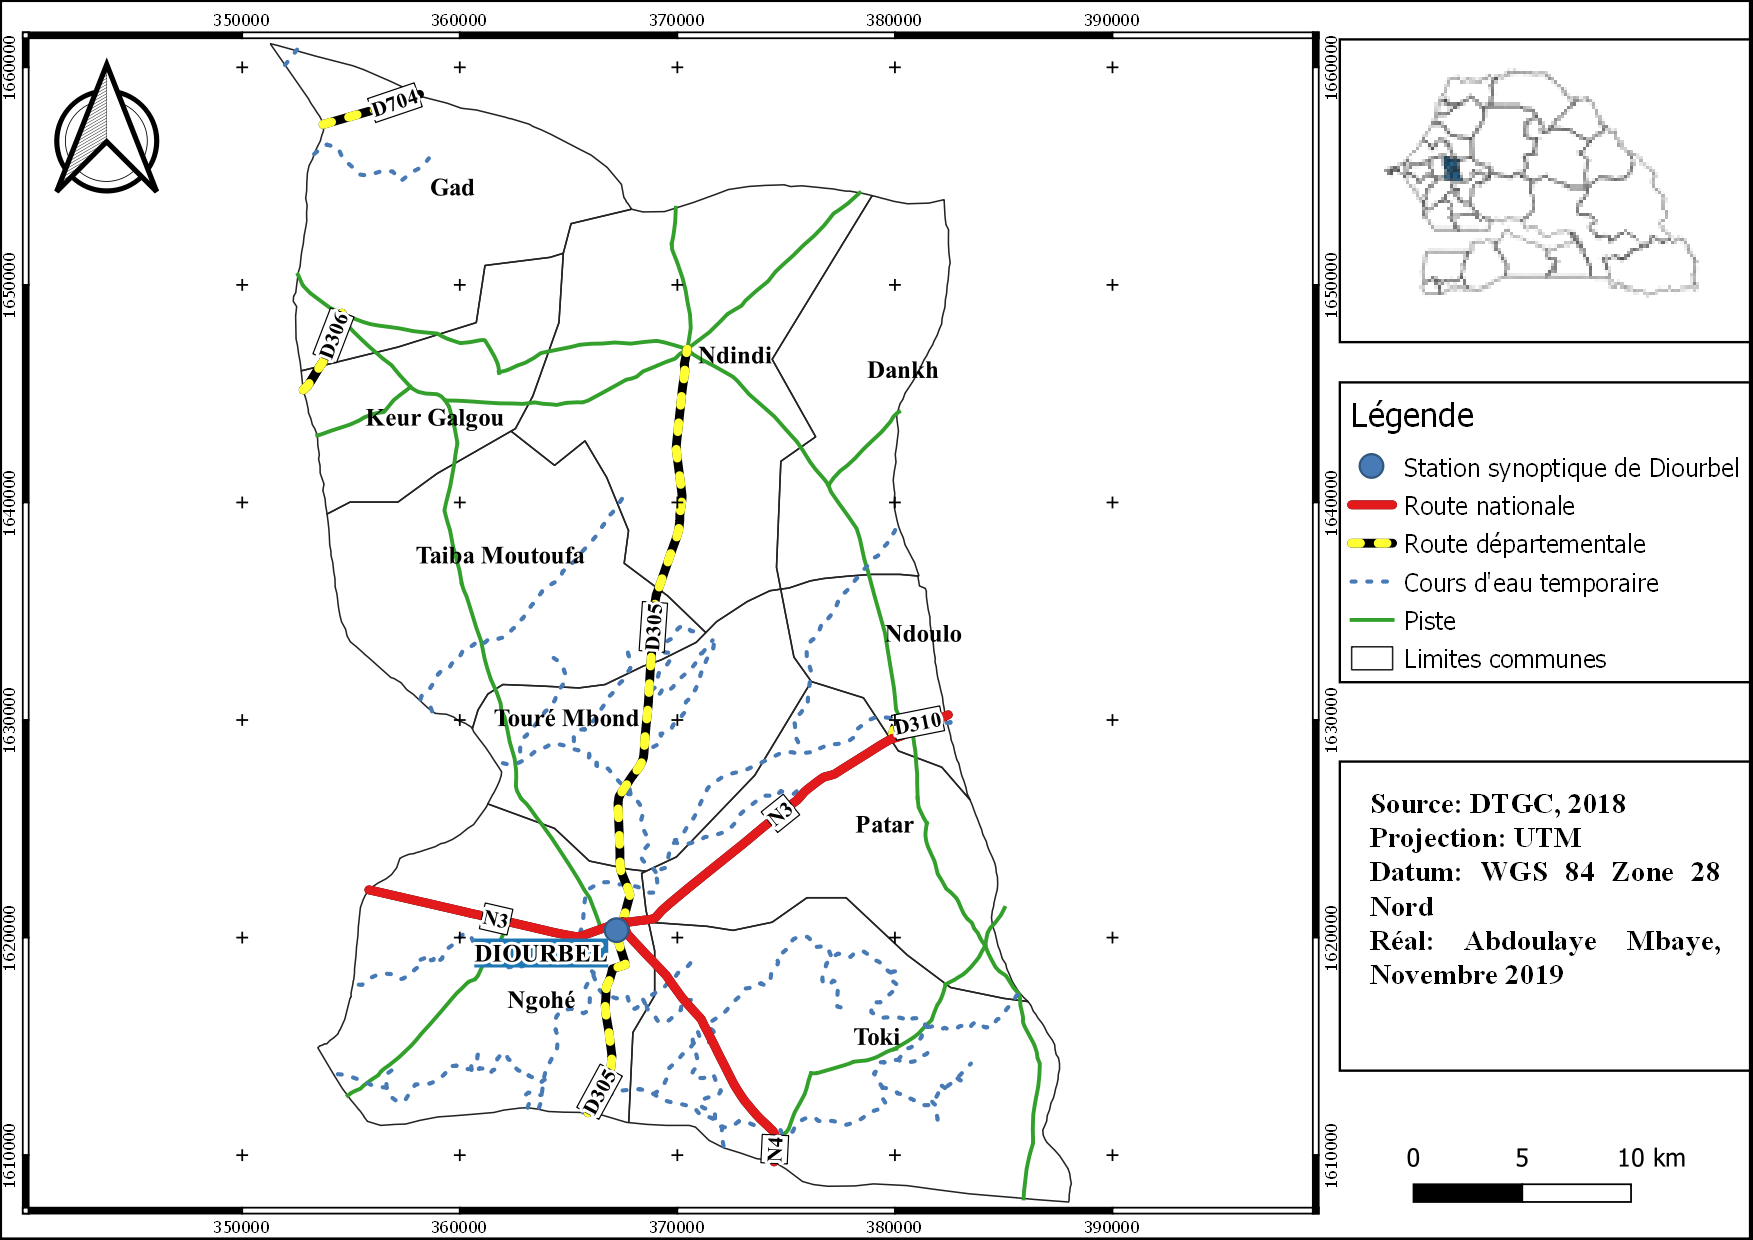 350000 360000 370000 380000 390000
1660000
1650000
1640000
1630000
1620000
1610000
D704
Gad
D306
Ndindi
Dankh
Keur Galgou
Taiba Moutoufa
D305
Ndoulo
Touré Mbond
D310
N3
Patar
N3
DIOURBEL
Ngohé
Toki
D305
N4
1660000
1650000
1640000
1630000
1620000
1610000
350000 360000 370000 380000 390000
Légende
Station synoptique de Diourbel
Route nationale
Route départementale
Cours d'eau temporaire
Piste
Limites communes
Source: DTGC, 2018
Projection: UTM
Datum: WGS 84 Zone 28
Nord
Réal: Abdoulaye Mbaye,
Novembre 2019
0 5 10 km